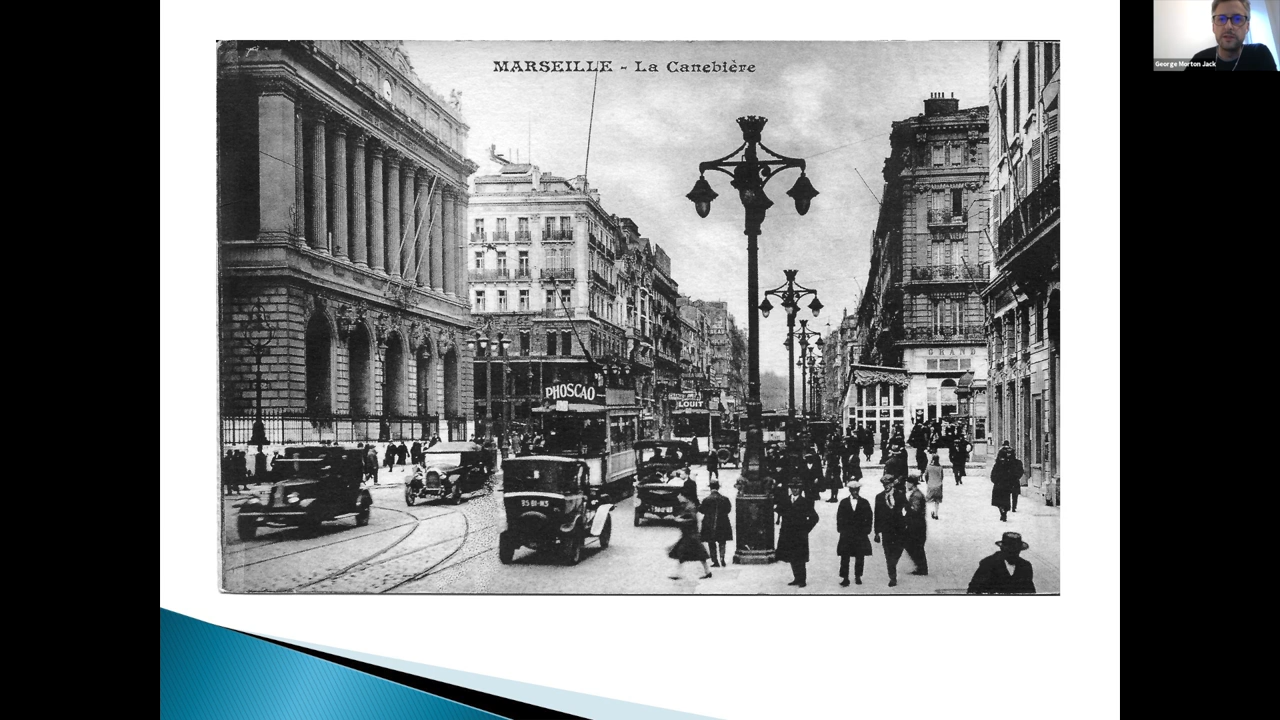 MARSEILLE - La Canebière
PHOSCAO
LOUIT
GRAND
George Morton Jack